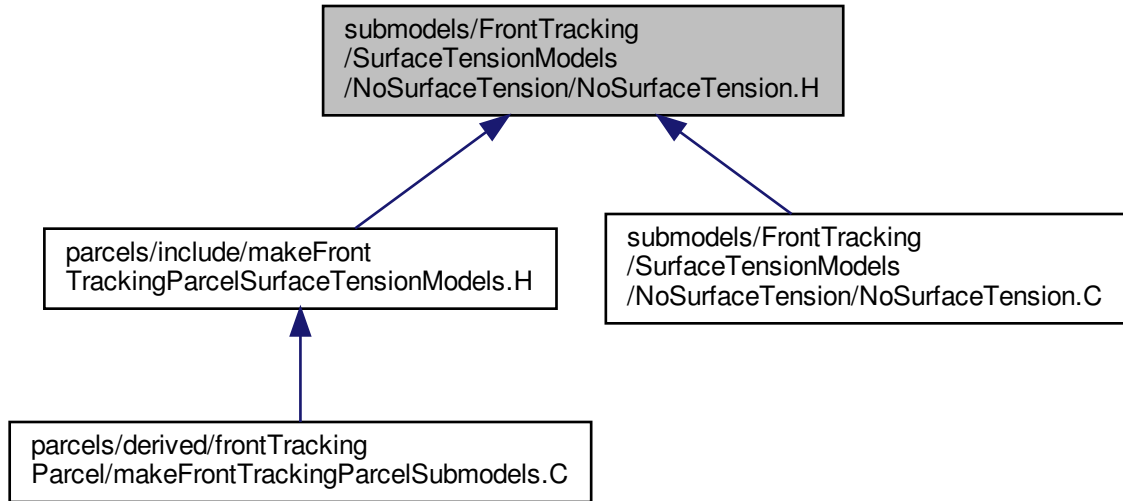 submodels/FrontTracking
/SurfaceTensionModels
/NoSurfaceTension/NoSurfaceTension.H
parcels/include/makeFront
TrackingParcelSurfaceTensionModels.H
submodels/FrontTracking
/SurfaceTensionModels
/NoSurfaceTension/NoSurfaceTension.C
parcels/derived/frontTracking
Parcel/makeFrontTrackingParcelSubmodels.C